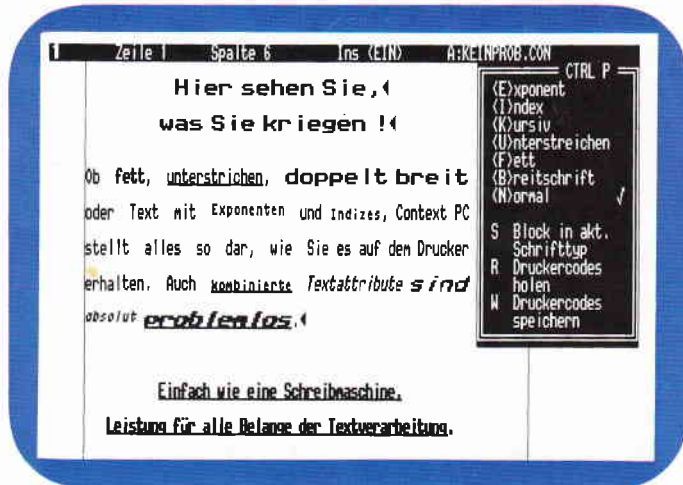 1 Zeile 1 Spalte 6 Ins (EIN) A:KEINPROB.CON
Hier sehen Sie,
was Sie kriegen !
Ob fett, unterstrichen, doppelt breit
oder Text mit Exponenten und Indizes, Context PC
stellt alles so dar, wie Sie es auf dem Drucker
erhalten. Auch kombinierte Textattribute sind
absolut problemlos.
Einfach wie eine Schreibmaschine.
Leistung für alle Belange der Textverarbeitung.
CTRL P
(E)xponent
(I)ndex
(K)ursiv
(U)nterstreichen
(F)ett
(B)reitschrift
(N)ormal √
S Block in akt.
Schrifttyp
R Druckercodes
holen
W Druckercodes
speichern